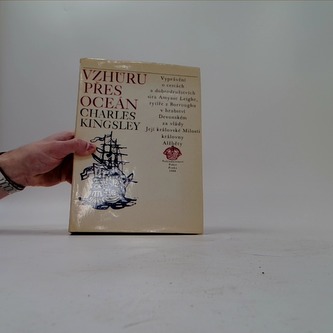 VZHŮRU
PŘES
OCEÁN
CHARLES
KINGSLEY
Vyprávění
o cestách
a dobrodružstvích
sira Amyase Leighe,
rytíře z Burroughu
v hrabství
Devonském
za vlády
Její královské Milosti
královny
Alžběty